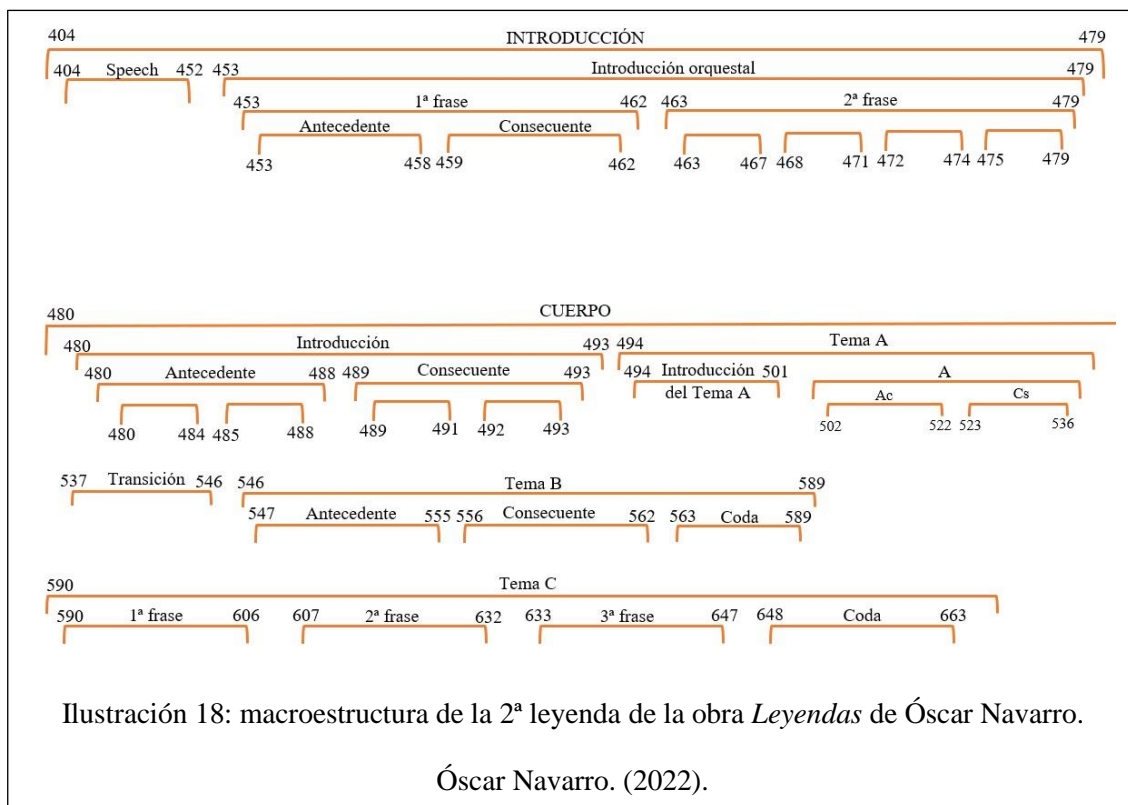 404 INTRODUCCIÓN 479
404 Speech 452 453 Introducción orquestal 479
453 1ª frase 462 463 2ª frase 479
Antecedente Consecuente
453 458 459 462 463 467 468 471 472 474 475 479
480 CUERPO
480 Introducción 493 494 Tema A
480 Antecedente 488 489 Consecuente 493 494 Introducción 501 A
del Tema A Ac Cs
480 484 485 488 489 491 492 493 502 522 523 536
537 Transición 546 546 Tema B 589
547 Antecedente 555 556 Consecuente 562 563 Coda 589
590 Tema C
590 1ª frase 606 607 2ª frase 632 633 3ª frase 647 648 Coda 663
Ilustración 18: macroestructura de la 2ª leyenda de la obra Leyendas de Óscar Navarro.
Óscar Navarro. (2022).